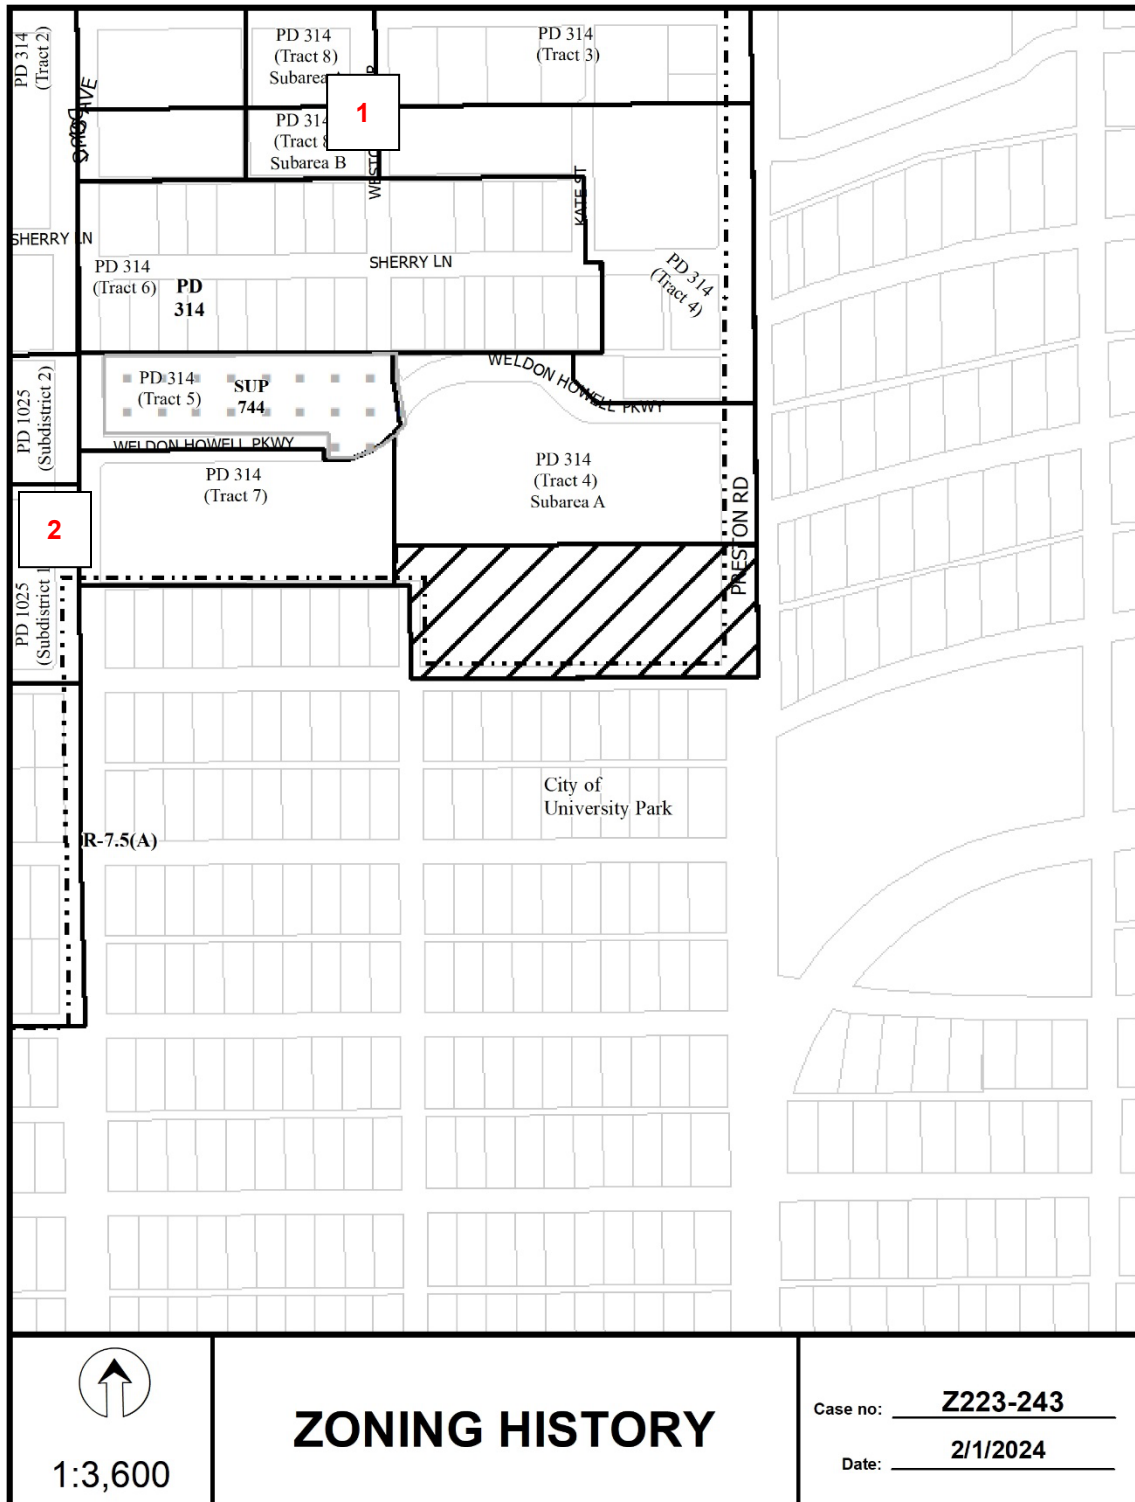 PD 314
(Tract 2)
PD 314
(Tract 8)
Subarea
PD 314
(Tract 3)
AVE
1
PD 314
(Tract 8
Subarea B
KATE ST
SHERRY LN
SHERRY LN
PD 314
(Tract 6)
PD
314
PD 314
(Tract 4)
WELDON HOWELL PKWY
PD 314
(Tract 5)
SUP
744
PD 1025
(Subdistrict 2)
WELDON HOWELL PKWY
PD 314
(Tract 7)
PD 314
(Tract 4)
Subarea A
PRESTON RD
2
PD 1025
(Subdistrict 1
City of
University Park
R-7.5(A)
1:3,600
ZONING HISTORY
Case no: Z223-243
Date: 2/1/2024